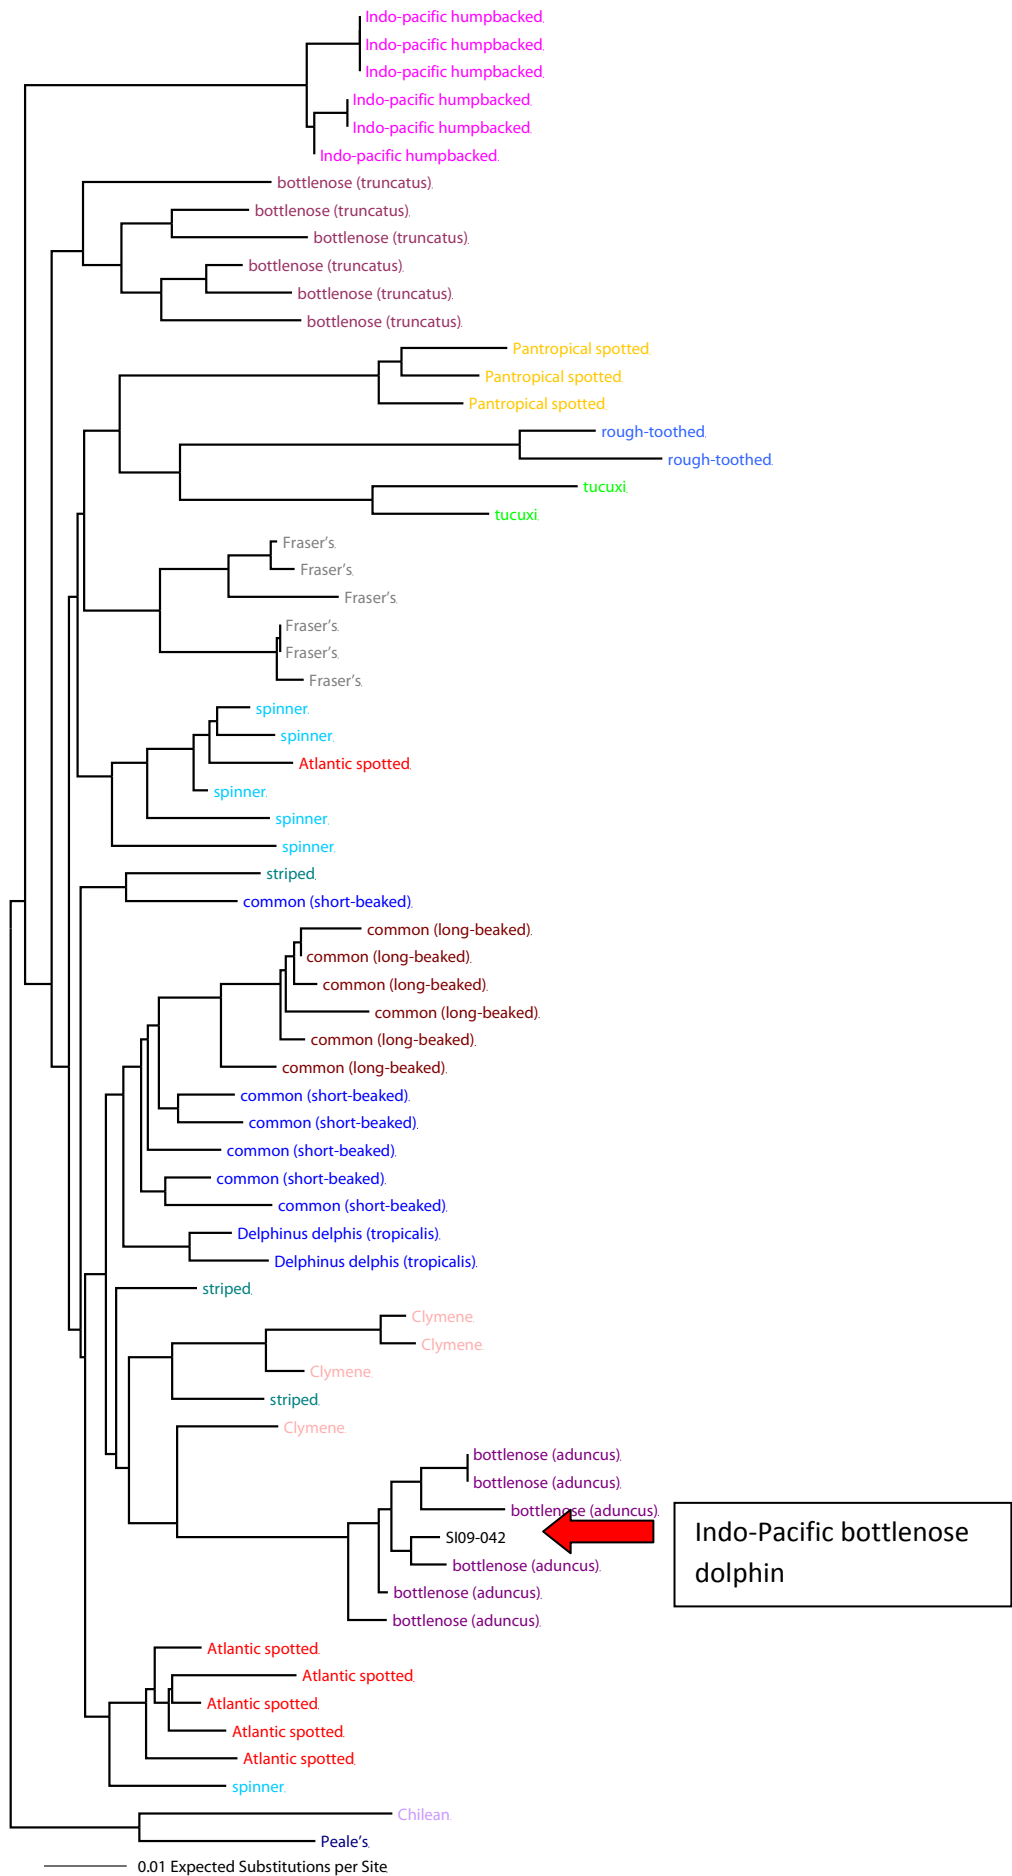 Indo-pacific humpbacked.
Indo-pacific humpbacked.
Indo-pacific humpbacked.
Indo-pacific humpbacked.
Indo-pacific humpbacked.
Indo-pacific humpbacked.
bottlenose (truncatus).
bottlenose (truncatus).
bottlenose (truncatus).
bottlenose (truncatus).
bottlenose (truncatus).
bottlenose (truncatus).
Pantropical spotted.
Pantropical spotted.
Pantropical spotted.
rough-toothed.
rough-toothed.
tucuxi.
tucuxi.
Fraser's.
Fraser's.
Fraser's.
Fraser's.
Fraser's.
Fraser's.
spinner.
spinner.
Atlantic spotted.
spinner.
spinner.
spinner.
striped.
common (short-beaked).
common (long-beaked).
common (long-beaked).
common (long-beaked).
common (long-beaked).
common (long-beaked).
common (long-beaked).
common (short-beaked).
common (short-beaked).
common (short-beaked).
common (short-beaked).
common (short-beaked).
Delphinus delphis (tropicalis).
Delphinus delphis (tropicalis).
striped.
Clymene.
Clymene.
Clymene.
striped.
Clymene.
bottlenose (aduncus).
bottlenose (aduncus).
bottlenose (aduncus).
SI09-042
Indo-Pacific bottlenose
dolphin
bottlenose (aduncus).
bottlenose (aduncus).
bottlenose (aduncus).
Atlantic spotted.
Atlantic spotted.
Atlantic spotted.
Atlantic spotted.
Atlantic spotted.
spinner.
Chilean.
Peale's.
0.01 Expected Substitutions per Site